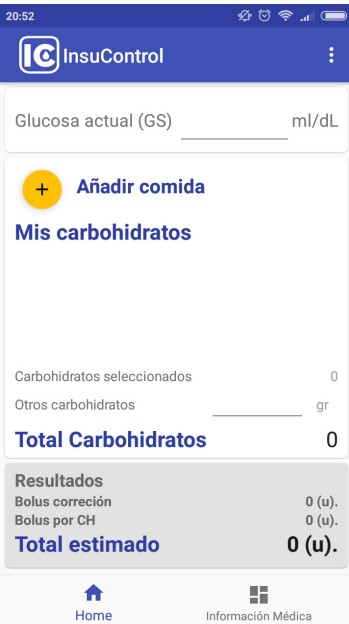 20:52
IC InsuControl
Glucosa actual (GS) ml/dL
+ Añadir comida
Mis carbohidratos
Carbohidratos seleccionados 0
Otros carbohidratos gr
Total Carbohidratos 0
Resultados
Bolus correción 0 (u).
Bolus por CH 0 (u).
Total estimado 0 (u).
Home Información Médica